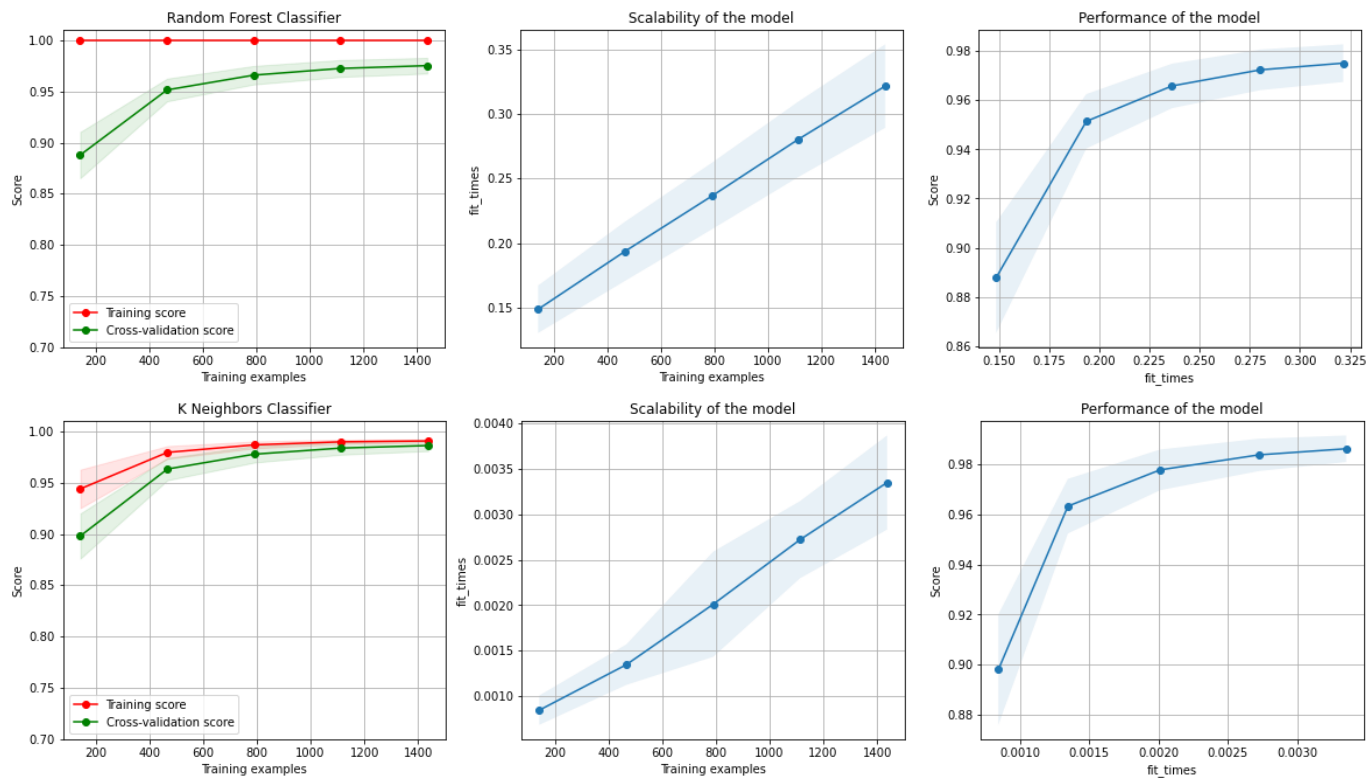 Random Forest Classifier
Score
1.00
0.95
0.90
0.85
0.80
0.75
0.70
Training score
Cross-validation score
200 400 600 800 1000 1200 1400
Training examples
Scalability of the model
fit_times
0.35
0.30
0.25
0.20
0.15
200 400 600 800 1000 1200 1400
Training examples
Performance of the model
Score
0.98
0.96
0.94
0.92
0.90
0.88
0.86
0.150 0.175 0.200 0.225 0.250 0.275 0.300 0.325
fit_times
K Neighbors Classifier
Score
1.00
0.95
0.90
0.85
0.80
0.75
0.70
Training score
Cross-validation score
200 400 600 800 1000 1200 1400
Training examples
Scalability of the model
fit_times
0.0040
0.0035
0.0030
0.0025
0.0020
0.0015
0.0010
200 400 600 800 1000 1200 1400
Training examples
Performance of the model
Score
0.98
0.96
0.94
0.92
0.90
0.88
0.0010 0.0015 0.0020 0.0025 0.0030
fit_times